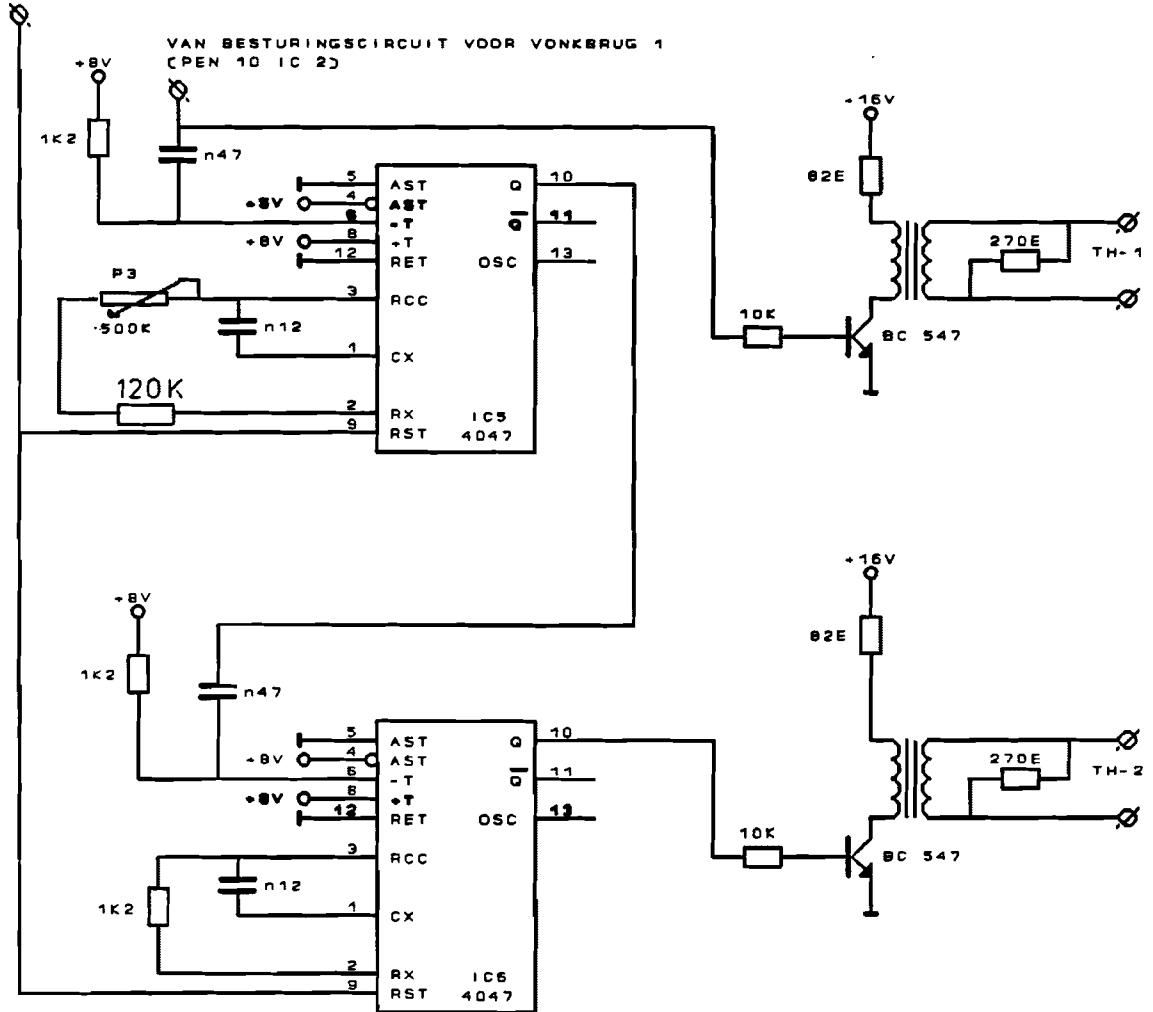 VAN BESTURINGSCIRCUIT VOOR VONKBRUG 1
(PEN 10 IC 2)
+8V
1K2
n47
+16V
82E
270E
TH-1
10K
BC 547
5 AST Q 10
+8V 4 AST
6 -T Q 11
+8V 8 +T
12 RET OSC 13
P3
500K
3 RCC
n12
1 CX
120K
2 RX IC5
9 RST 4047
+8V
1K2
n47
+16V
82E
270E
TH-2
10K
BC 547
5 AST Q 10
+8V 4 AST
6 -T Q 11
+8V 8 +T
12 RET OSC 13
3 RCC
n12
1K2
1 CX
2 RX IC6
9 RST 4047